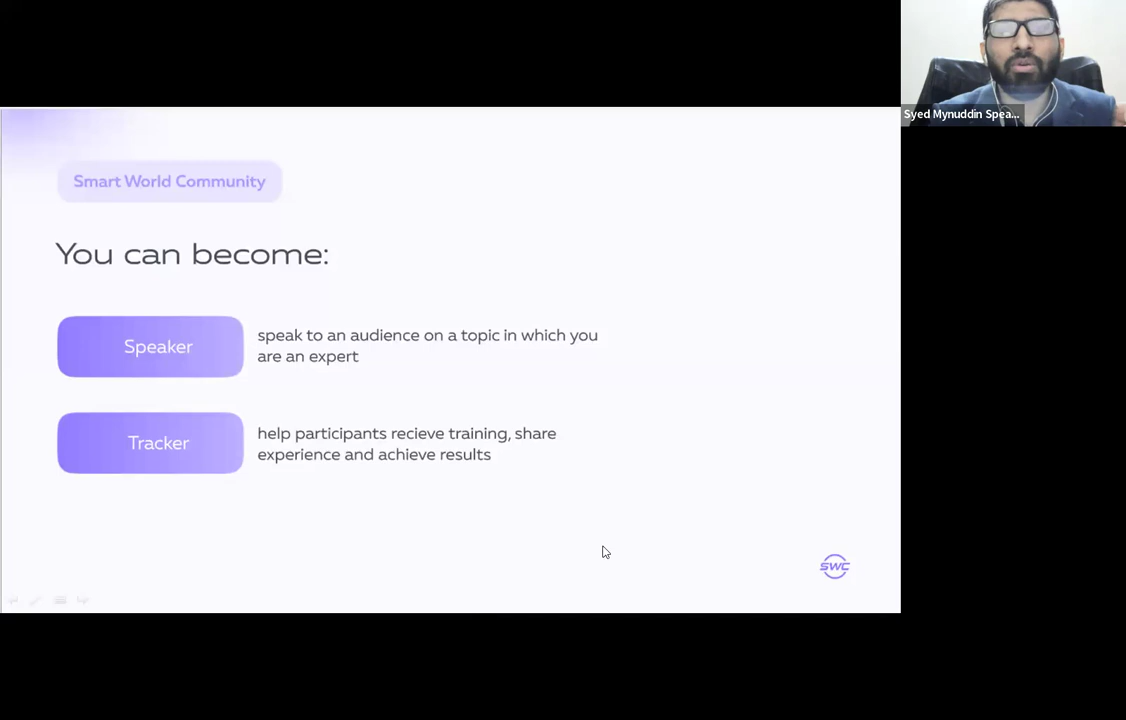 Syed Mynuddin Spea...
Smart World Community
You can become:
Speaker
speak to an audience on a topic in which you
are an expert
Tracker
help participants recieve training, share
experience and achieve results
SWC